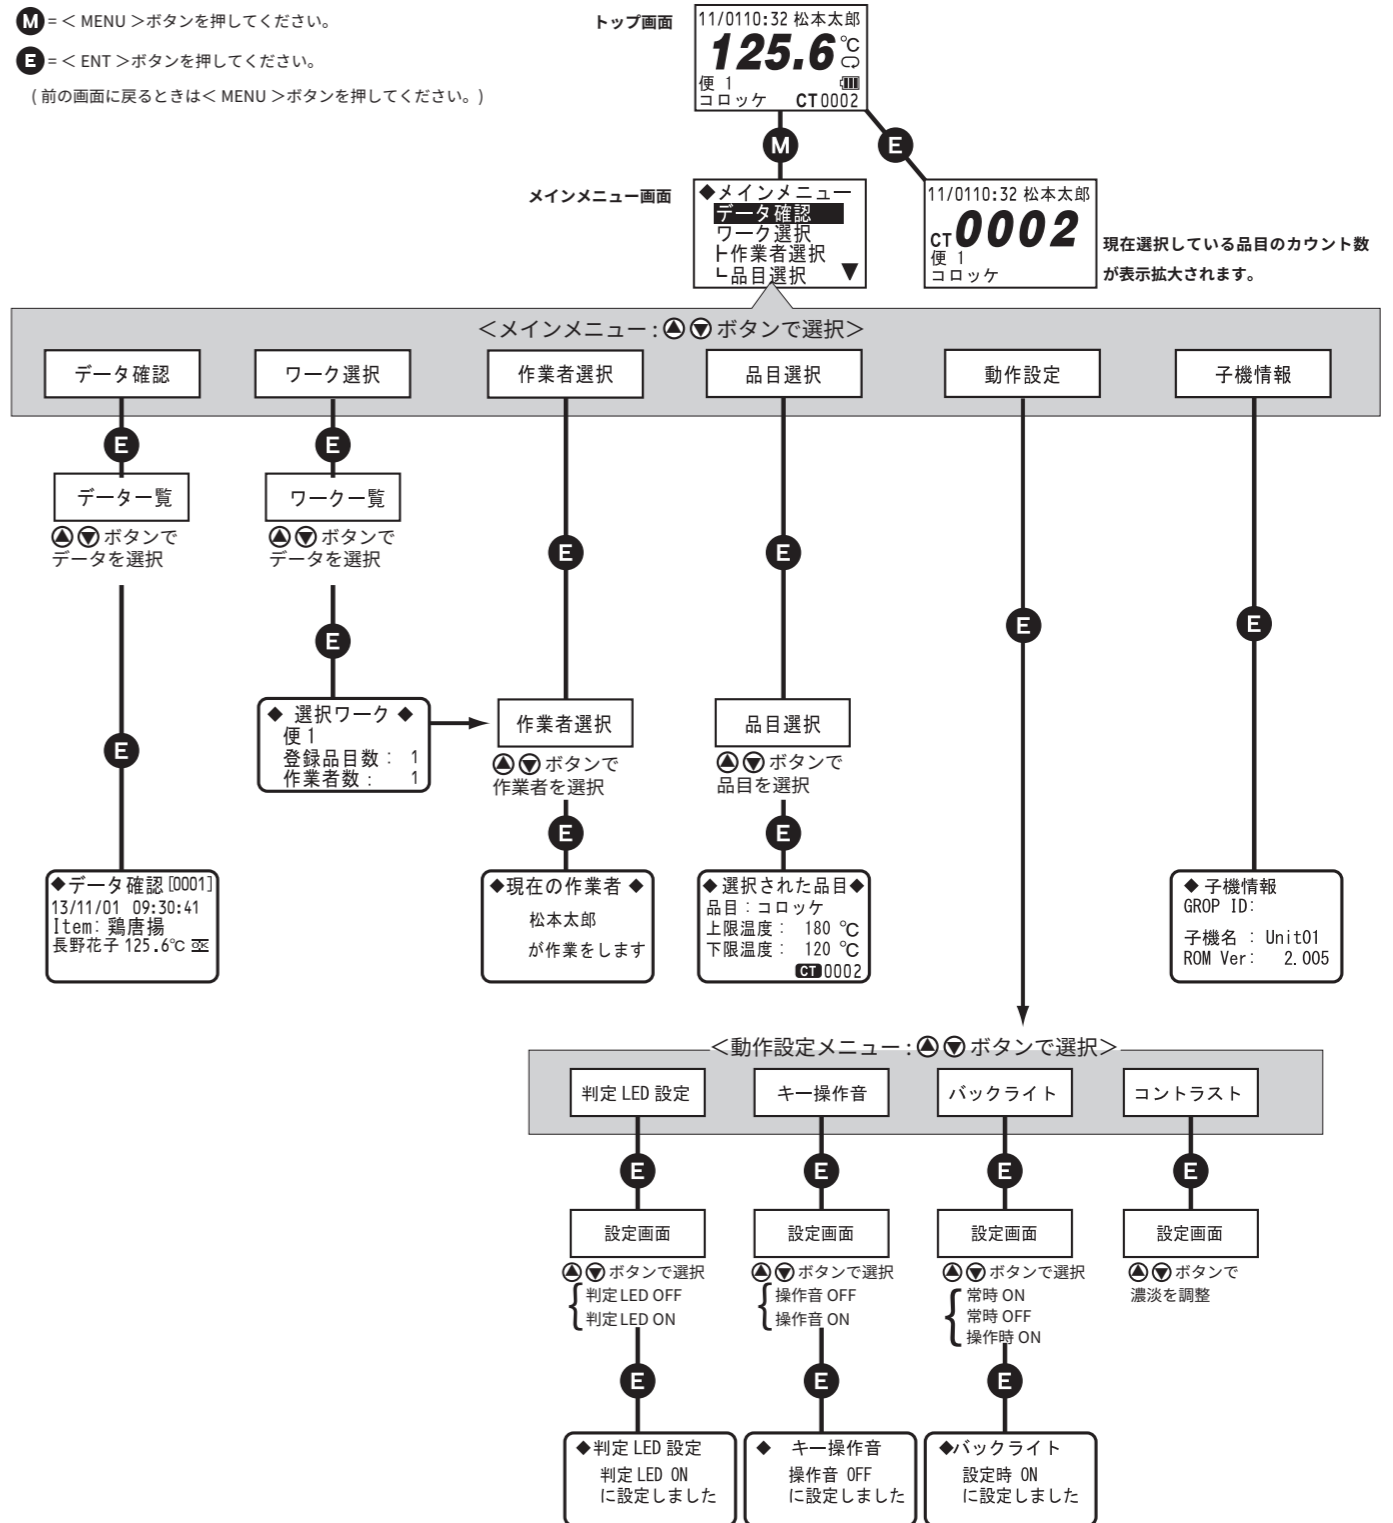 M = < MENU >ボタンを押してください。
E = < ENT >ボタンを押してください。
( 前の画面に戻るときは< MENU >ボタンを押してください。)
トップ画面
11/0110:32 松本太郎
125.6 ℃
便 1
コロッケ CT0002
M
E
メインメニュー画面
◆メインメニュー
データ確認
ワーク選択
├作業者選択
└品目選択 ▼
11/0110:32 松本太郎
CT0002
便 1
コロッケ
現在選択している品目のカウント数
が表示拡大されます。
<メインメニュー : ▲ ▼ ボタンで選択>
データ確認
ワーク選択
作業者選択
品目選択
動作設定
子機情報
E
E
データ一覧
ワーク一覧
▲ ▼ ボタンで
データを選択
▲ ▼ ボタンで
データを選択
E
E
E
E
E
◆ 選択ワーク ◆
便 1
登録品目数 : 1
作業者数 : 1
作業者選択
▲ ▼ ボタンで
作業者を選択
品目選択
▲ ▼ ボタンで
品目を選択
E
E
E
◆データ確認 [0001]
13/11/01 09:30:41
Item: 鶏唐揚
長野花子 125.6℃ OK
◆現在の作業者 ◆
松本太郎
が作業をします
◆ 選択された品目◆
品目 : コロッケ
上限温度 : 180 ℃
下限温度 : 120 ℃
CT 0002
◆ 子機情報
GROP ID:
子機名 : Unit01
ROM Ver: 2.005
E
<動作設定メニュー : ▲ ▼ ボタンで選択>
判定 LED 設定
キー操作音
バックライト
コントラスト
E
E
E
E
設定画面
設定画面
設定画面
設定画面
▲ ▼ ボタンで選択
判定 LED OFF
判定 LED ON
▲ ▼ ボタンで選択
操作音 OFF
操作音 ON
▲ ▼ ボタンで選択
常時 ON
常時 OFF
操作時 ON
▲ ▼ ボタンで
濃淡を調整
E
E
E
◆判定 LED 設定
判定 LED ON
に設定しました
◆ キー操作音
操作音 OFF
に設定しました
◆バックライト
設定時 ON
に設定しました